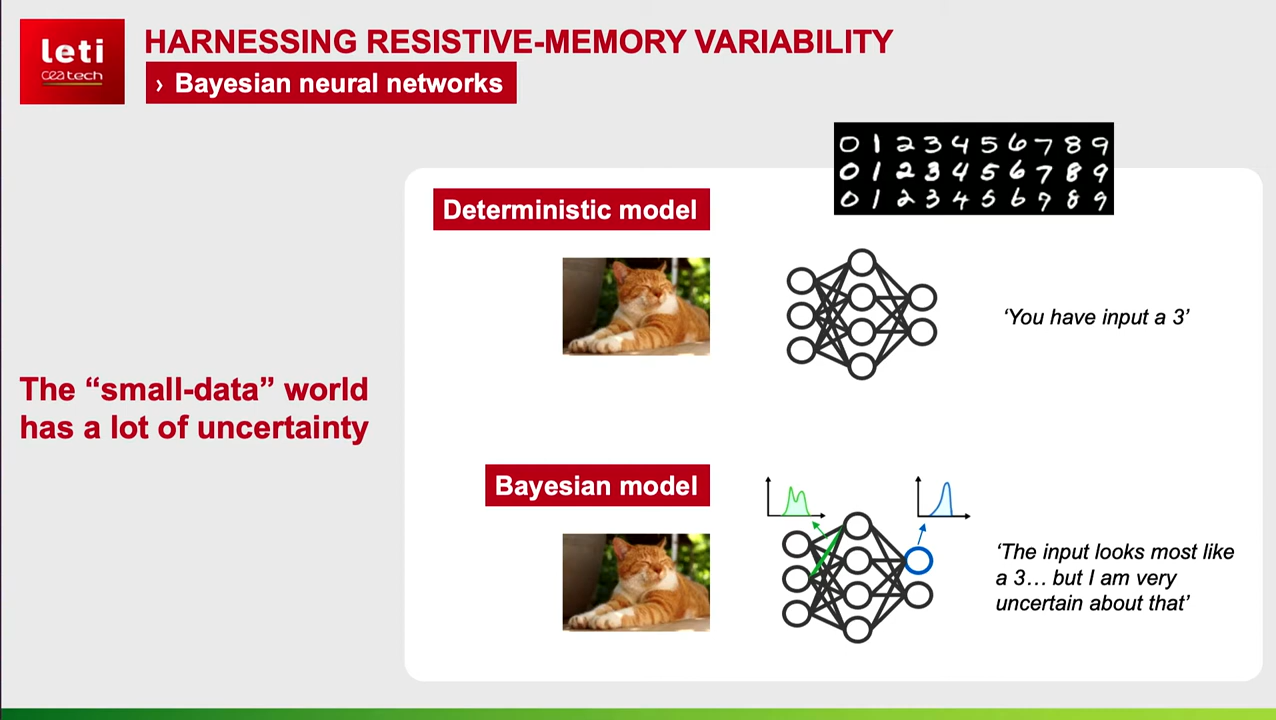 leti
ceatech
HARNESSING RESISTIVE-MEMORY VARIABILITY
› Bayesian neural networks
0 1 2 3 4 5 6 7 8 9
0 1 2 3 4 5 6 7 8 9
0 1 2 3 4 5 6 7 8 9
Deterministic model
‘You have input a 3’
The “small-data” world
has a lot of uncertainty
Bayesian model
‘The input looks most like
a 3… but I am very
uncertain about that’